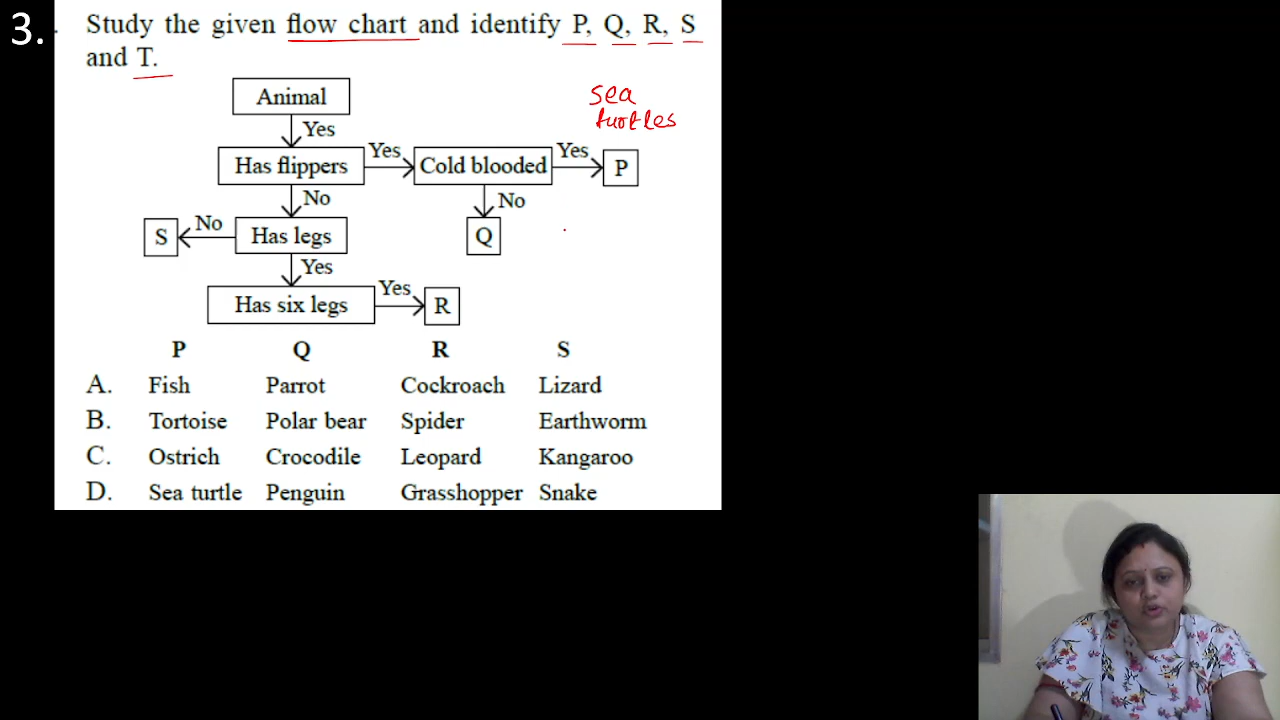 3. Study the given flow chart and identify P, Q, R, S
and T.
sea
turtles
Animal
Yes
Has flippers Yes Cold blooded Yes P
No No
S No Has legs Q
Yes
Has six legs Yes R
P Q R S
A. Fish Parrot Cockroach Lizard
B. Tortoise Polar bear Spider Earthworm
C. Ostrich Crocodile Leopard Kangaroo
D. Sea turtle Penguin Grasshopper Snake